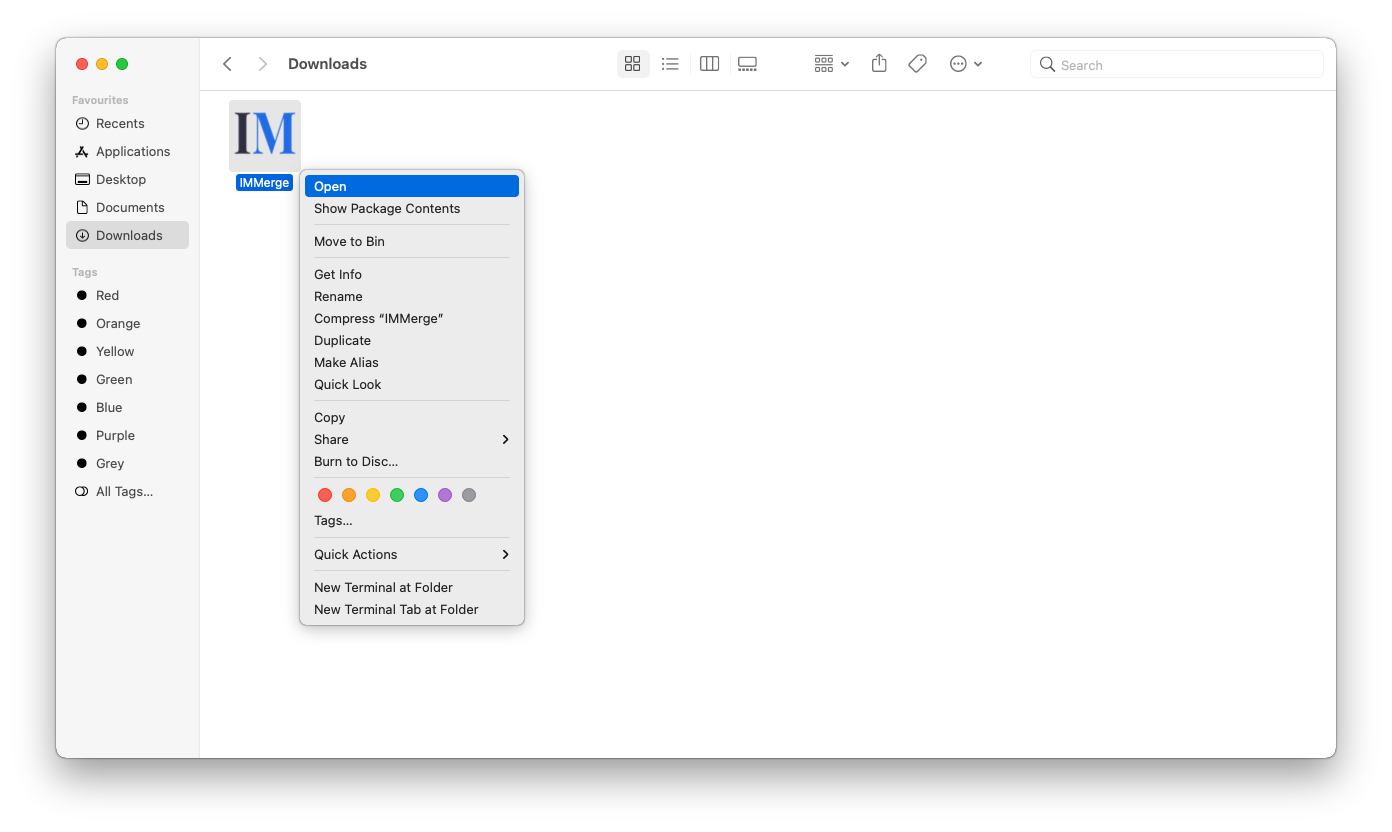 Downloads
Search
Favourites
Recents
Applications
Desktop
Documents
Downloads
Tags
Red
Orange
Yellow
Green
Blue
Purple
Grey
All Tags...
IM
IMMerge
Open
Show Package Contents
Move to Bin
Get Info
Rename
Compress “IMMerge”
Duplicate
Make Alias
Quick Look
Copy
Share
Burn to Disc...
Tags...
Quick Actions
New Terminal at Folder
New Terminal Tab at Folder